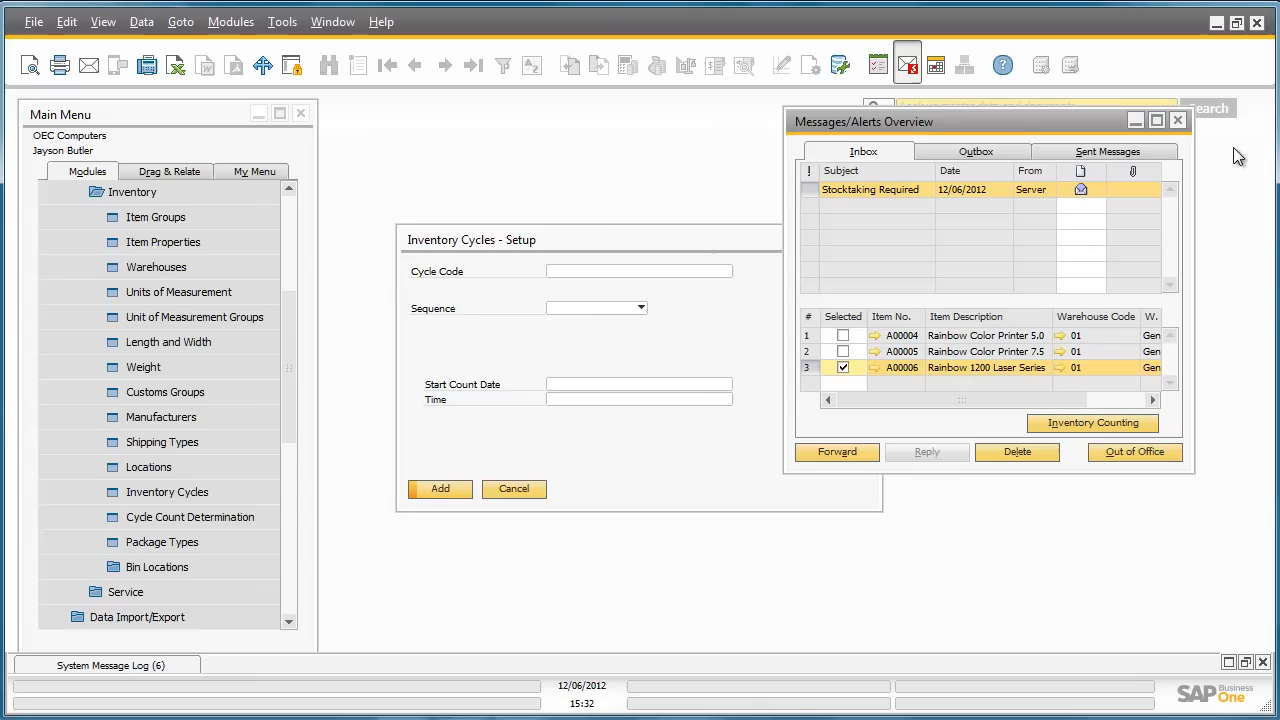 File Edit View Data Goto Modules Tools Window Help
Main Menu
OEC Computers
Jayson Butler
Modules Drag & Relate My Menu
Inventory
Item Groups
Item Properties
Warehouses
Units of Measurement
Unit of Measurement Groups
Length and Width
Weight
Customs Groups
Manufacturers
Shipping Types
Locations
Inventory Cycles
Cycle Count Determination
Package Types
Bin Locations
Service
Data Import/Export
Inventory Cycles - Setup
Cycle Code
Sequence
Start Count Date
Time
Add Cancel
Search
Messages/Alerts Overview
Inbox Outbox Sent Messages
! Subject Date From
Stocktaking Required 12/06/2012 Server
# Selected Item No. Item Description Warehouse Code W.
1 A00004 Rainbow Color Printer 5.0 01 Gen
2 A00005 Rainbow Color Printer 7.5 01 Gen
3 A00006 Rainbow 1200 Laser Series 01 Gen
Inventory Counting
Forward Reply Delete Out of Office
System Message Log (6)
12/06/2012
15:32
SAP Business One